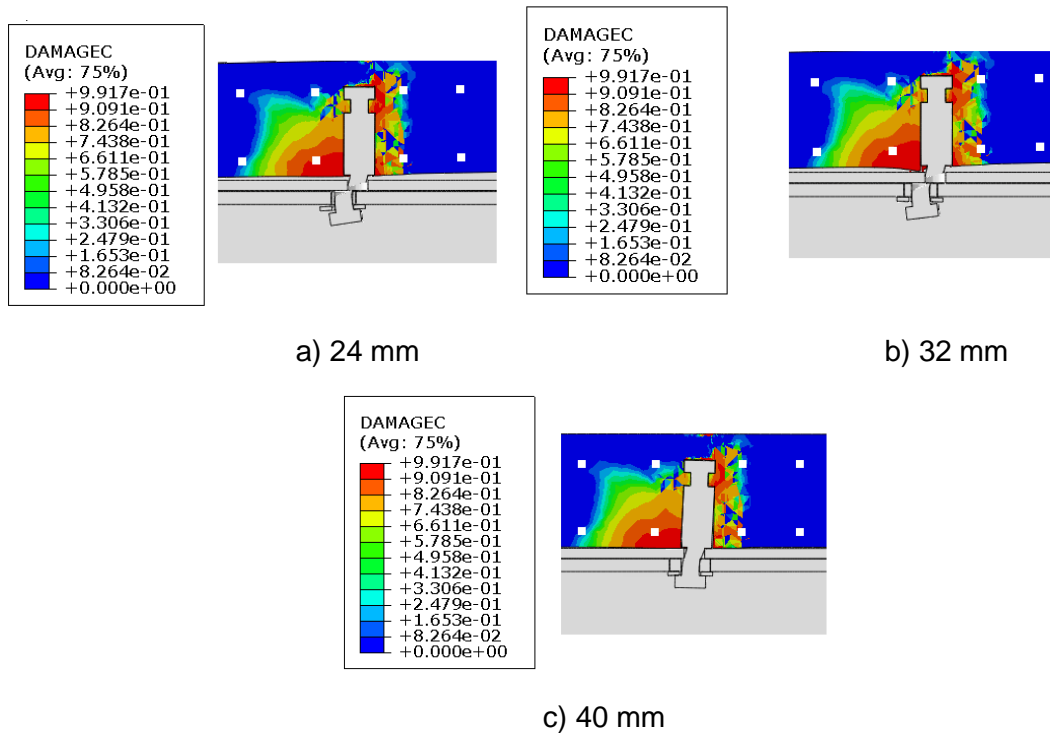 DAMAGEC
(Avg: 75%)
+9.917e-01
+9.091e-01
+8.264e-01
+7.438e-01
+6.611e-01
+5.785e-01
+4.958e-01
+4.132e-01
+3.306e-01
+2.479e-01
+1.653e-01
+8.264e-02
+0.000e+00
a) 24 mm
DAMAGEC
(Avg: 75%)
+9.917e-01
+9.091e-01
+8.264e-01
+7.438e-01
+6.611e-01
+5.785e-01
+4.958e-01
+4.132e-01
+3.306e-01
+2.479e-01
+1.653e-01
+8.264e-02
+0.000e+00
b) 32 mm
DAMAGEC
(Avg: 75%)
+9.917e-01
+9.091e-01
+8.264e-01
+7.438e-01
+6.611e-01
+5.785e-01
+4.958e-01
+4.132e-01
+3.306e-01
+2.479e-01
+1.653e-01
+8.264e-02
+0.000e+00
c) 40 mm